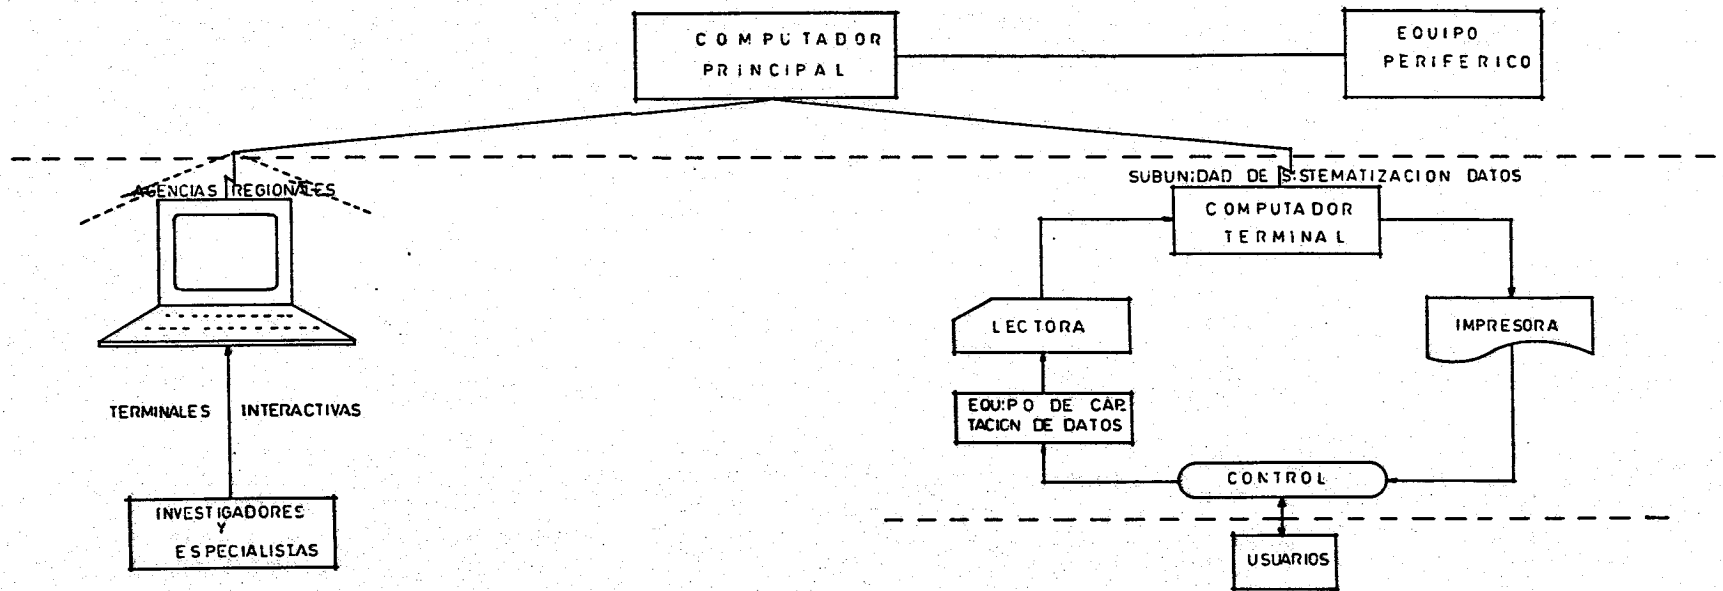 COMPUTADOR
PRINCIPAL
EQUIPO
PERIFERICO
AGENCIAS REGIONALES
SUBUNIDAD DE SISTEMATIZACION DATOS
COMPUTADOR
TERMINAL
LECTORA
IMPRESORA
TERMINALES INTERACTIVAS
EQUIPO DE CAP
TACION DE DATOS
CONTROL
INVESTIGADORES
Y
ESPECIALISTAS
USUARIOS